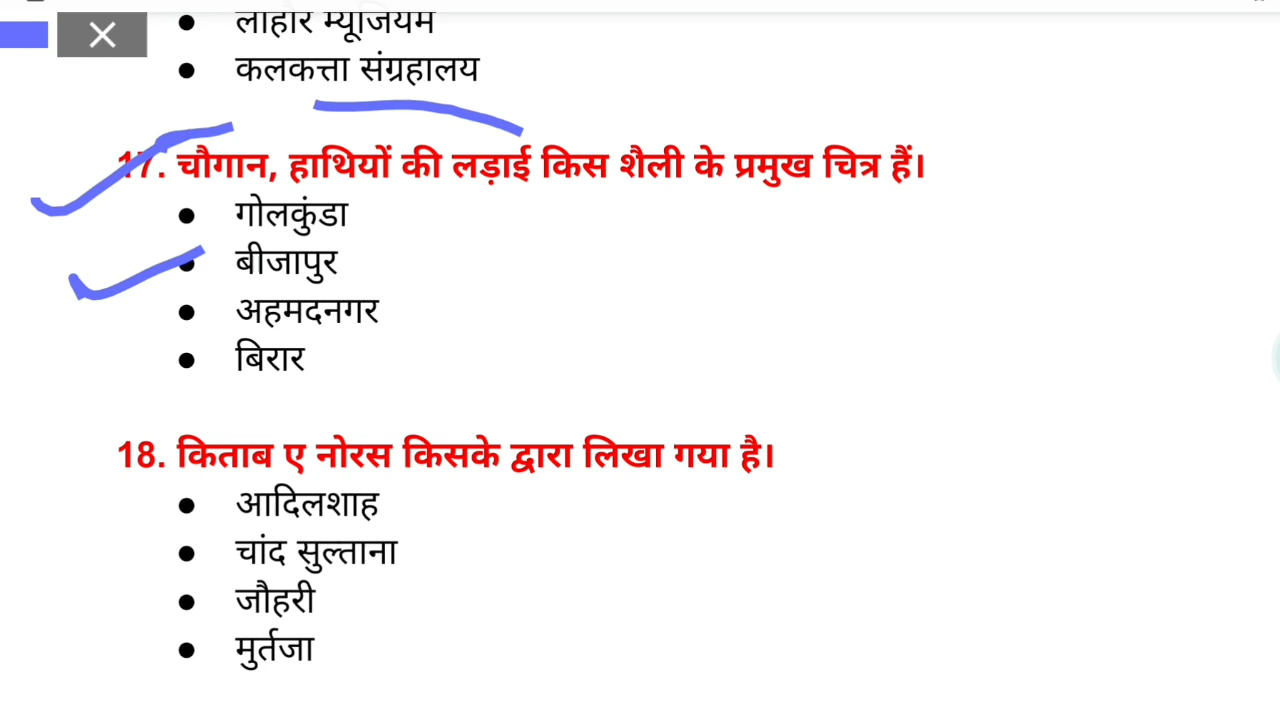 लाहौर म्यूजियम
● कलकत्ता संग्रहालय
17. चौगान, हाथियों की लड़ाई किस शैली के प्रमुख चित्र हैं।
● गोलकुंडा
● बीजापुर
● अहमदनगर
● बिरार
18. किताब ए नोरस किसके द्वारा लिखा गया है।
● आदिलशाह
● चांद सुल्ताना
● जौहरी
● मुर्तजा